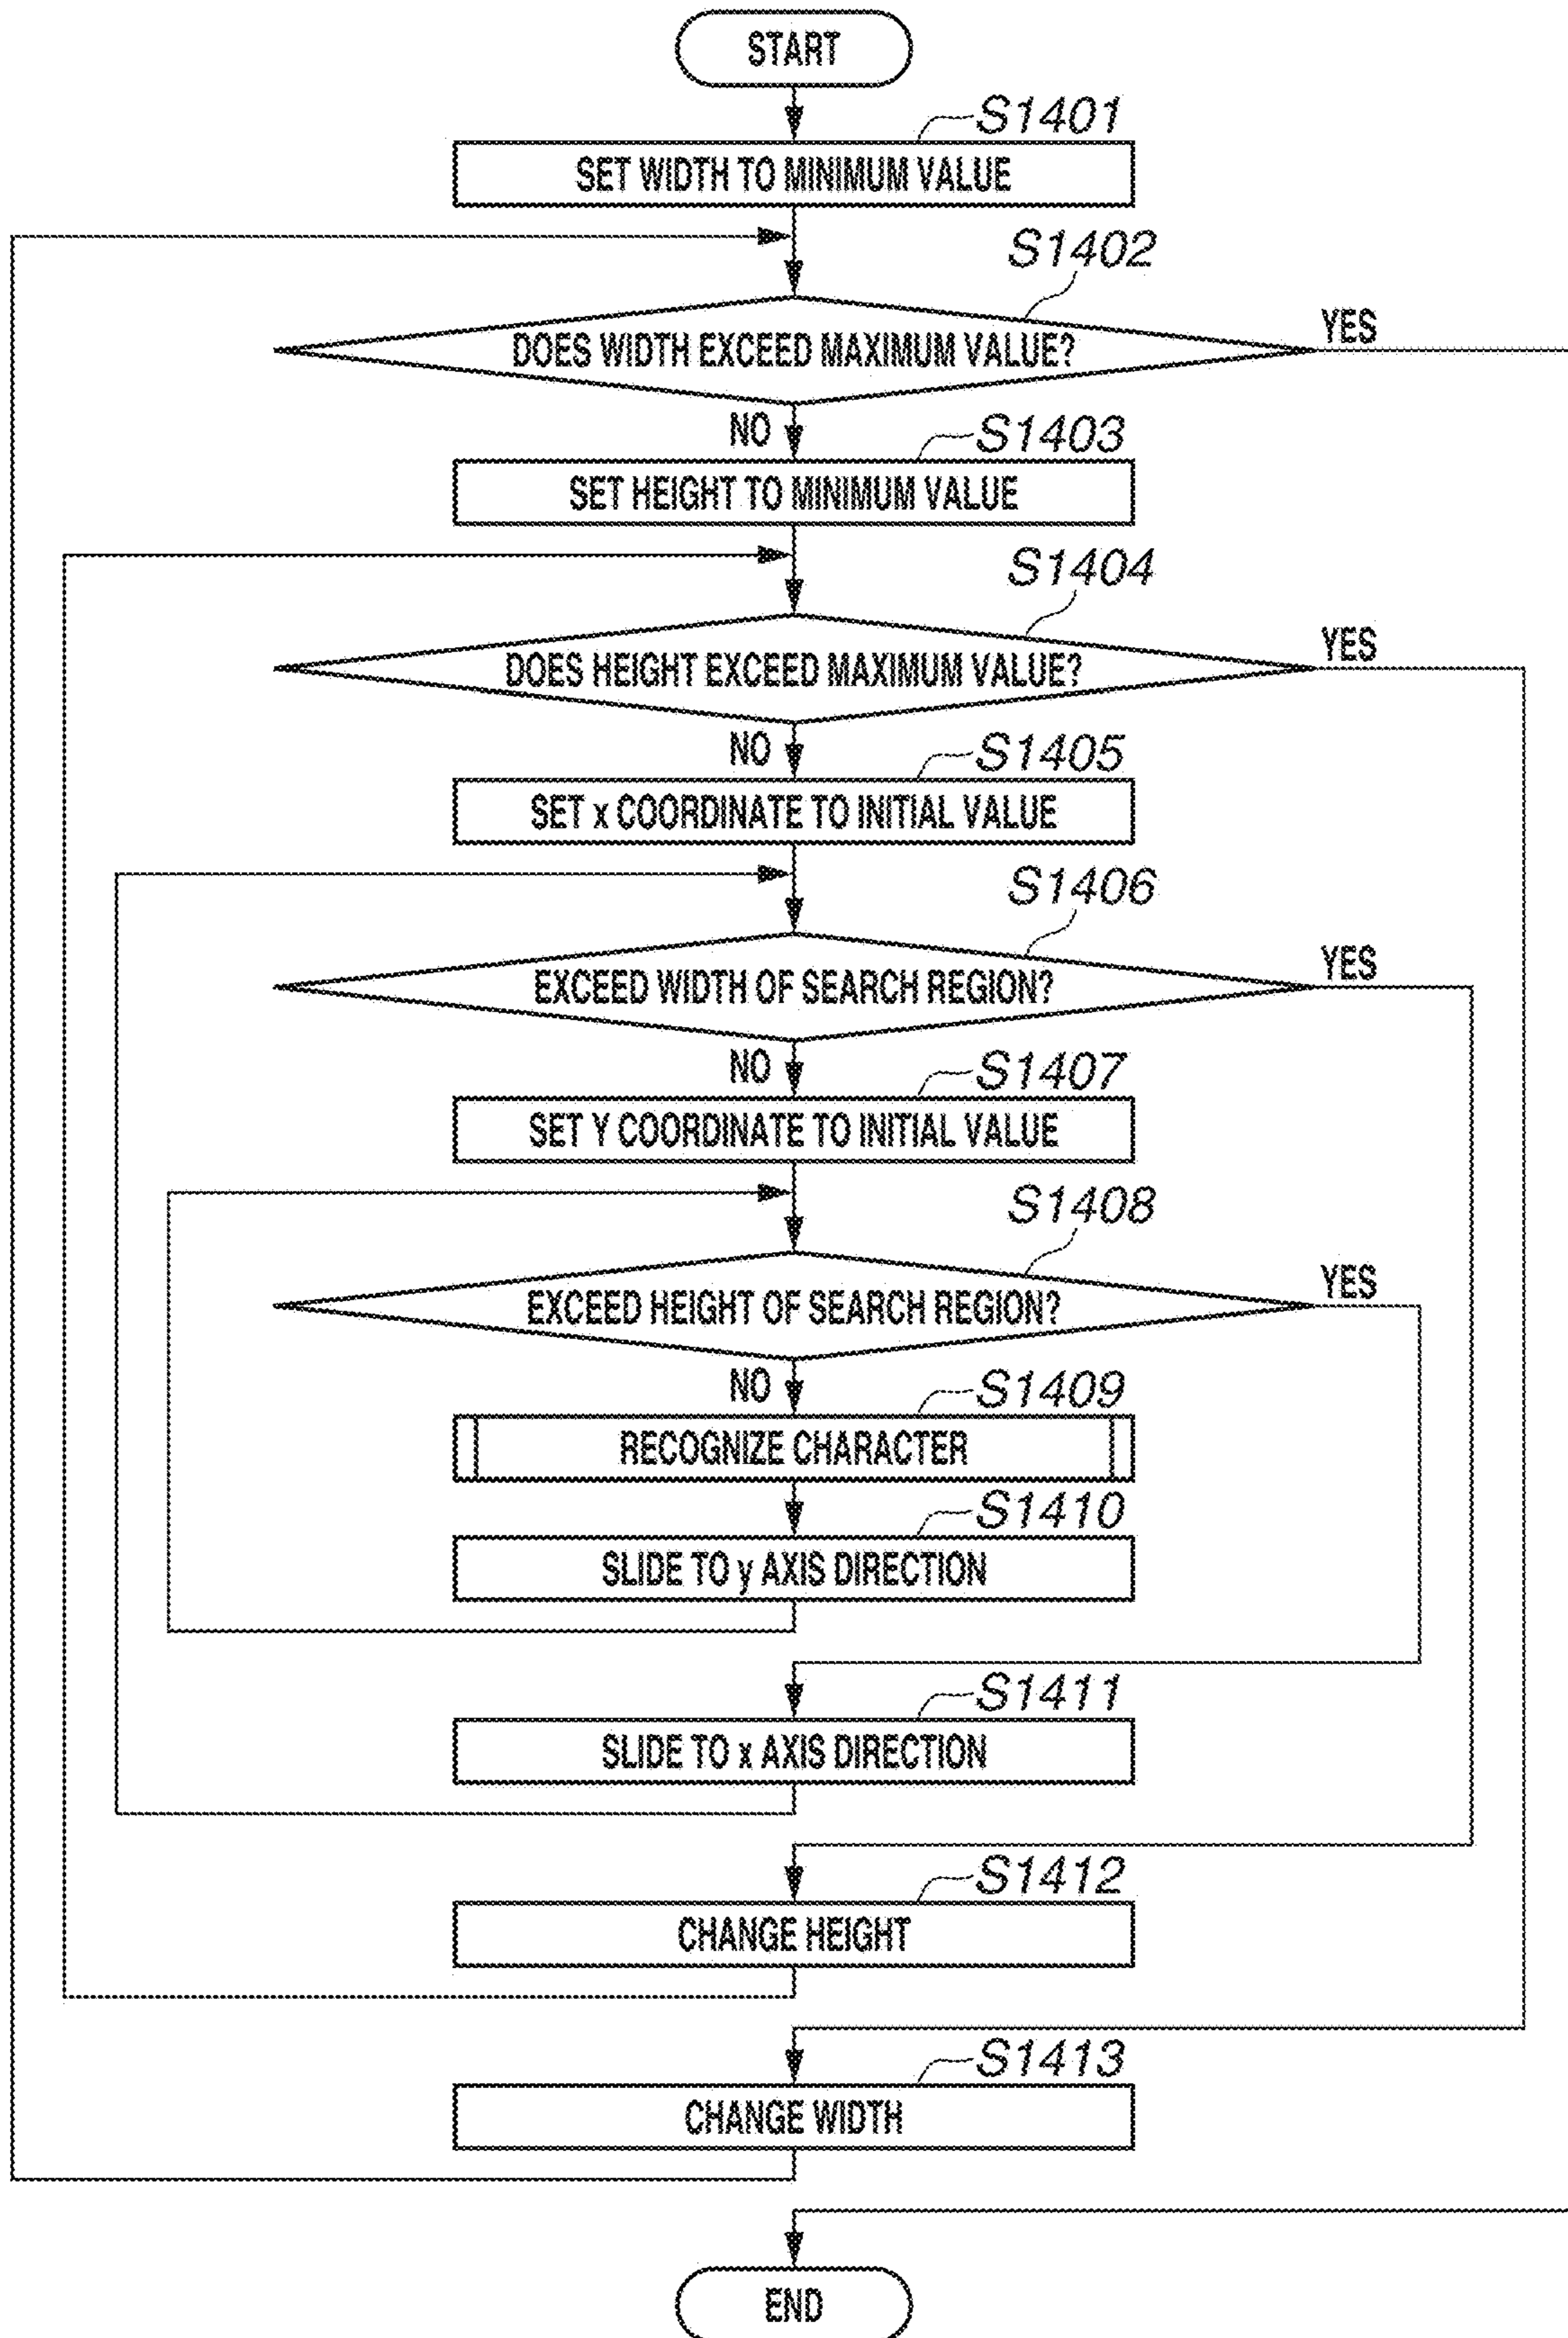 START
S1401
SET WIDTH TO MINIMUM VALUE
S1402
DOES WIDTH EXCEED MAXIMUM VALUE?
YES
NO
S1403
SET HEIGHT TO MINIMUM VALUE
S1404
DOES HEIGHT EXCEED MAXIMUM VALUE?
YES
NO
S1405
SET x COORDINATE TO INITIAL VALUE
S1406
EXCEED WIDTH OF SEARCH REGION?
YES
NO
S1407
SET Y COORDINATE TO INITIAL VALUE
S1408
EXCEED HEIGHT OF SEARCH REGION?
YES
NO
S1409
RECOGNIZE CHARACTER
S1410
SLIDE TO y AXIS DIRECTION
S1411
SLIDE TO x AXIS DIRECTION
S1412
CHANGE HEIGHT
S1413
CHANGE WIDTH
END